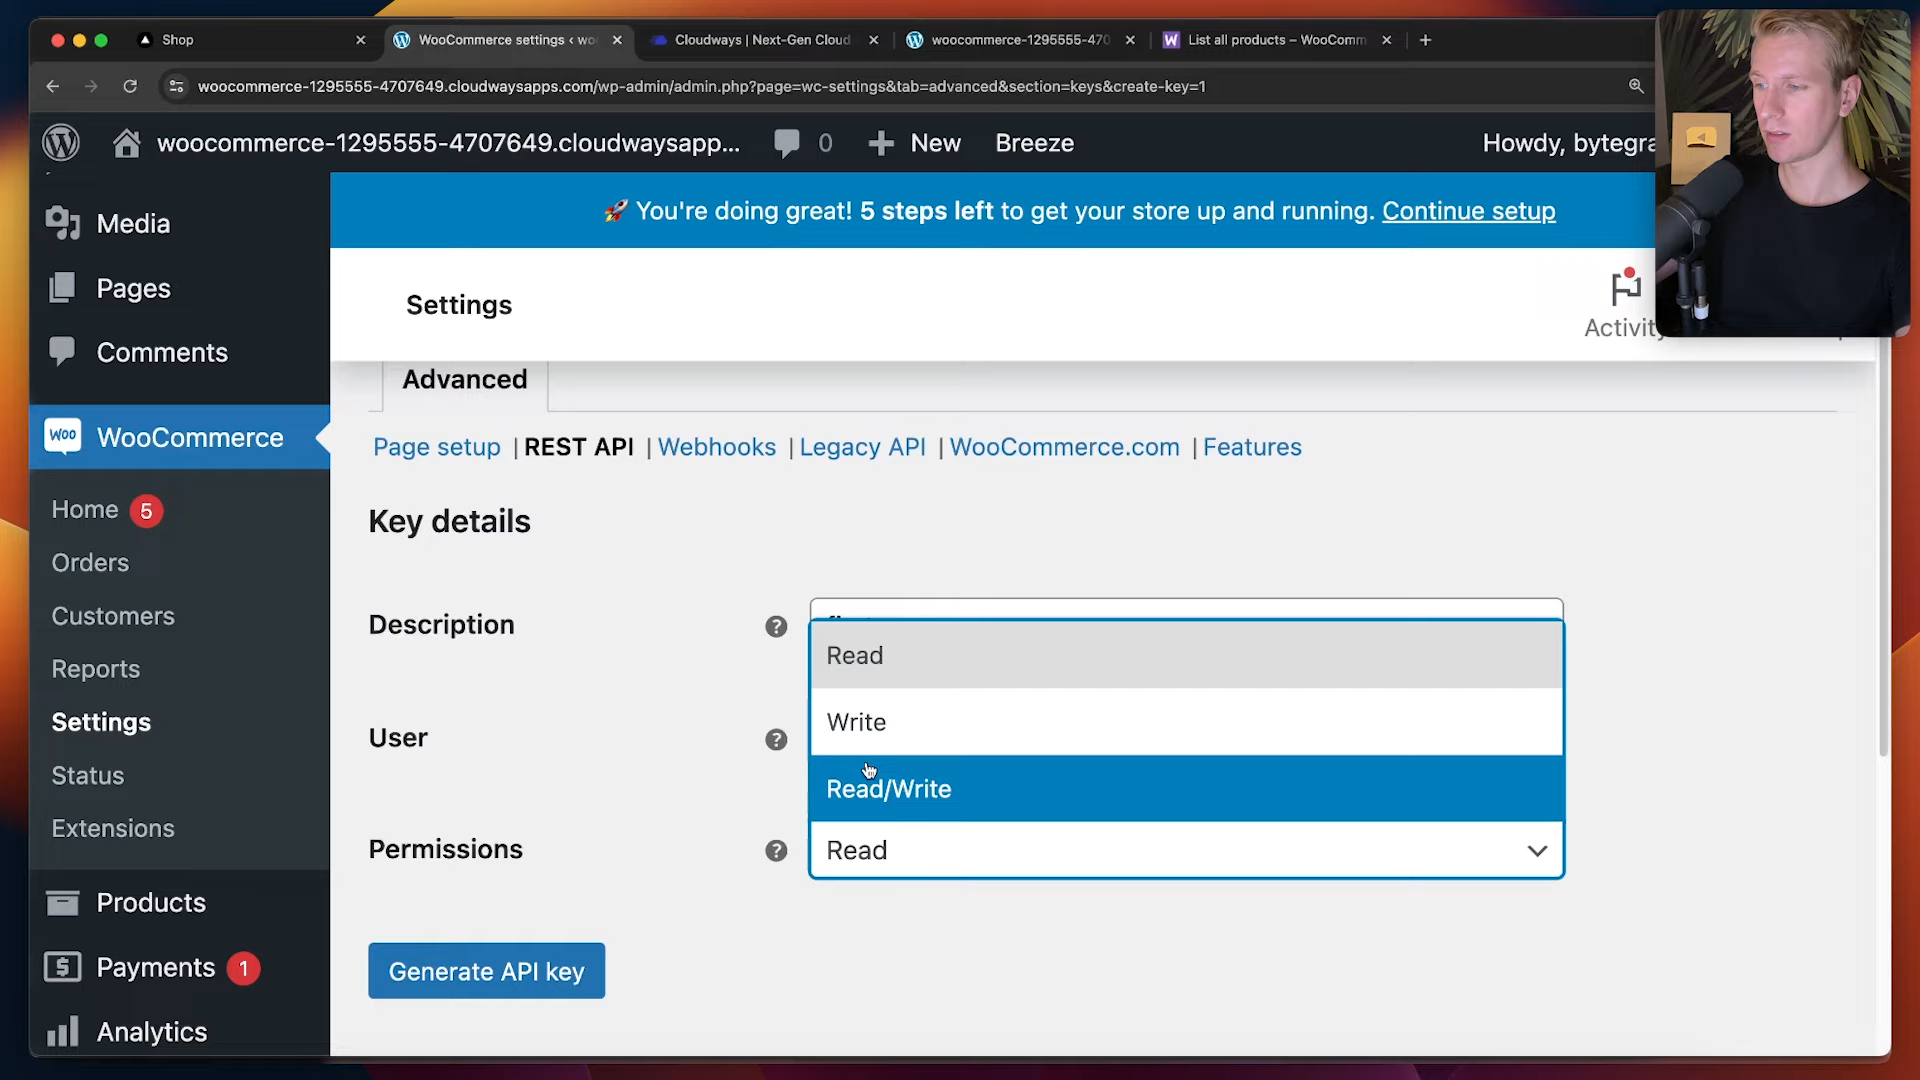 Shop
WooCommerce settings ‹ wo
Cloudways | Next-Gen Cloud
woocommerce-1295555-470
List all products – WooComm
woocommerce-1295555-4707649.cloudwaysapps.com/wp-admin/admin.php?page=wc-settings&tab=advanced&section=keys&create-key=1
woocommerce-1295555-4707649.cloudwaysapp...
0
New
Breeze
Howdy, bytegra
Media
Pages
Comments
WOO
WooCommerce
Home 5
Orders
Customers
Reports
Settings
Status
Extensions
Products
Payments 1
Analytics
🚀 You're doing great! 5 steps left to get your store up and running. Continue setup
Settings
Activity
Advanced
Page setup | REST API | Webhooks | Legacy API | WooCommerce.com | Features
Key details
Description ?
User ?
Read
Write
Read/Write
Permissions ? Read
Generate API key